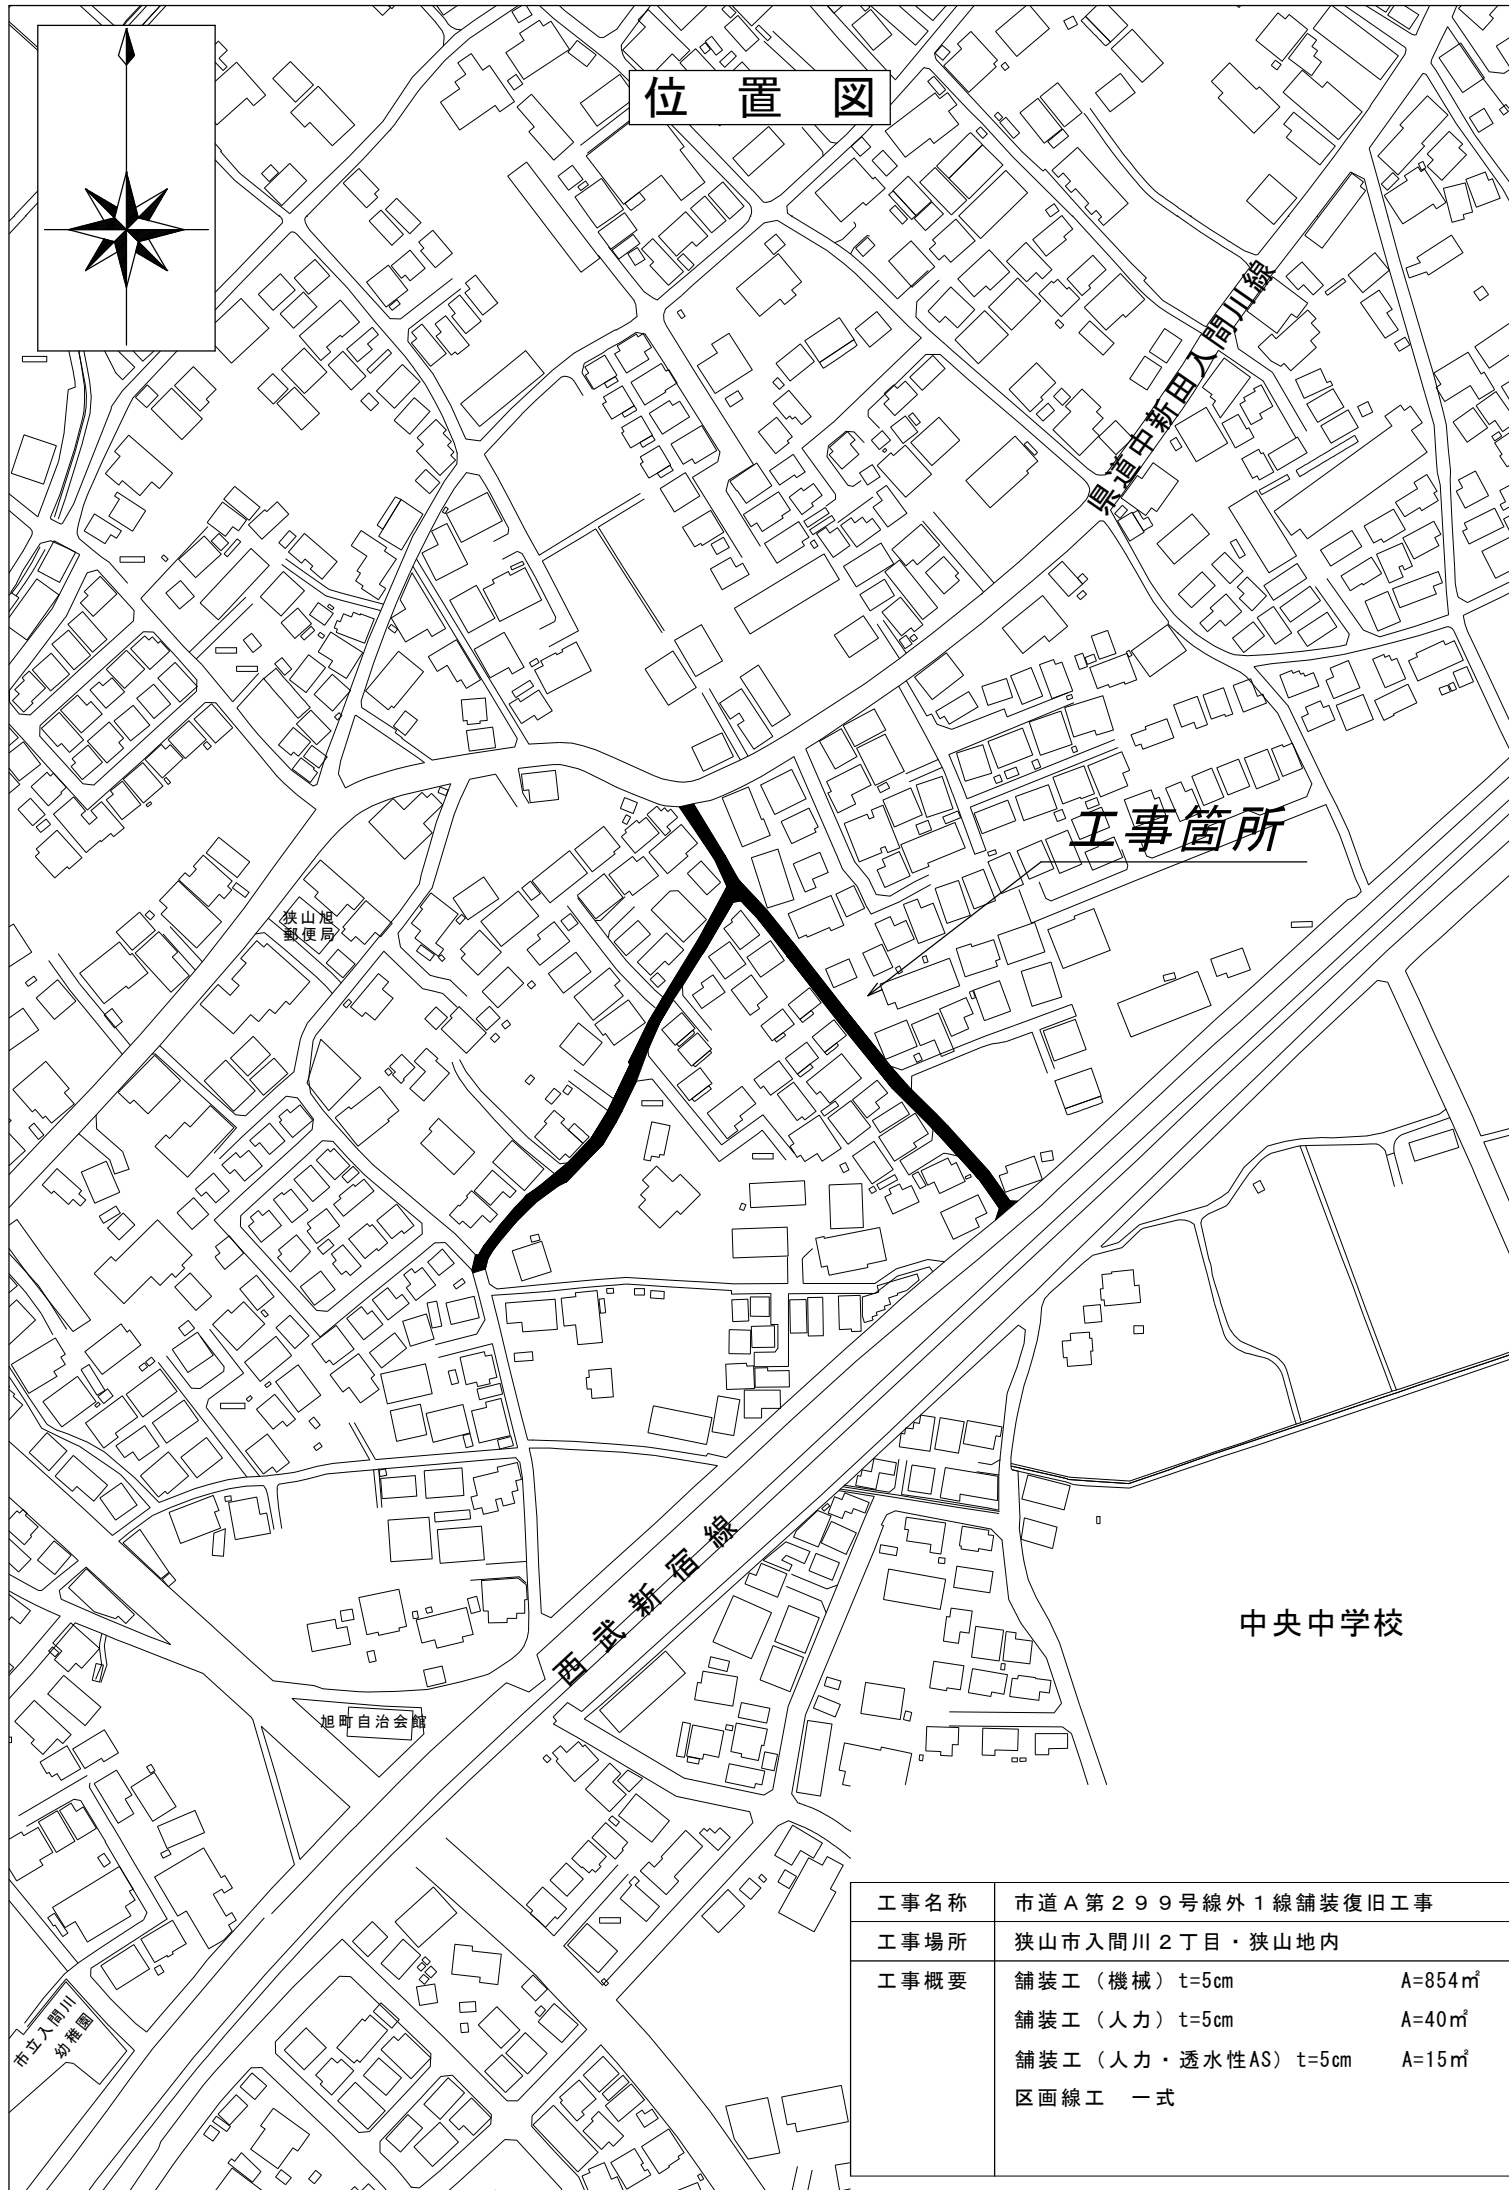 位置図
県道中新田入間川線
工事箇所
狭山旭
郵便局
西武新宿線
中央中学校
旭町自治会館
市立入間川
幼稚園
工事名称 市道A第２９９号線外１線舗装復旧工事
工事場所 狭山市入間川２丁目・狭山地内
工事概要 舗装工（機械）t=5㎝ A=854㎡
舗装工（人力）t=5㎝ A=40㎡
舗装工（人力・透水性AS）t=5㎝ A=15㎡
区画線工 一式